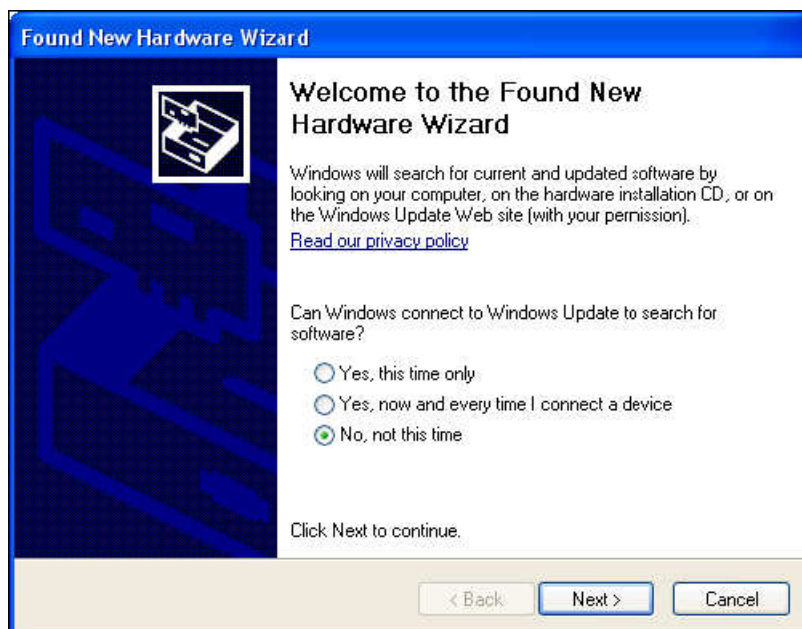 Found New Hardware Wizard
Welcome to the Found New
Hardware Wizard
Windows will search for current and updated software by
looking on your computer, on the hardware installation CD, or on
the Windows Update Web site (with your permission).
Read our privacy policy
Can Windows connect to Windows Update to search for
software?
Yes, this time only
Yes, now and every time I connect a device
No, not this time
Click Next to continue.
< Back
Next >
Cancel